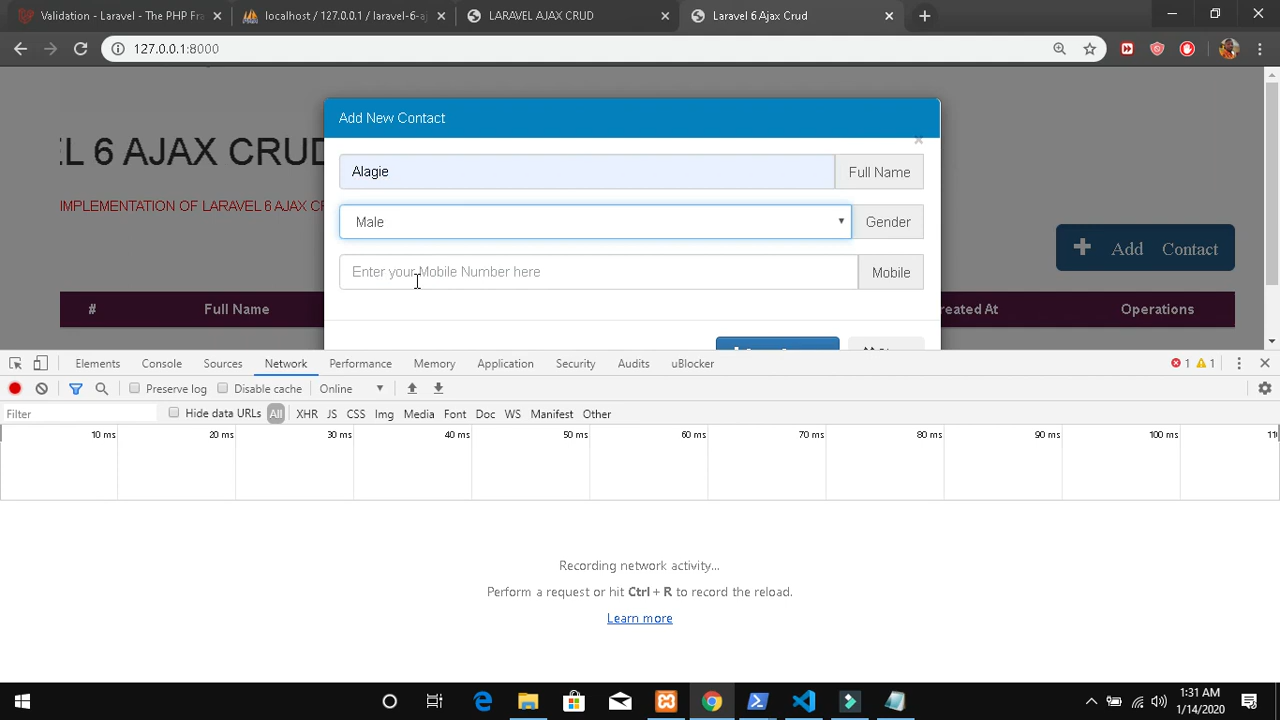 Validation - Laravel - The PHP Fra
localhost / 127.0.0.1 / laravel-6-aj
LARAVEL AJAX CRUD
Laravel 6 Ajax Crud
127.0.0.1:8000
Add New Contact
EL 6 AJAX CRUD
Alagie
Full Name
IMPLEMENTATION OF LARAVEL 6 AJAX CR
Male
Gender
Add Contact
Enter your Mobile Number here
Mobile
#
Full Name
reated At
Operations
Elements
Console
Sources
Network
Performance
Memory
Application
Security
Audits
uBlocker
1
1
Preserve log
Disable cache
Online
Filter
Hide data URLs
All
XHR
JS
CSS
Img
Media
Font
Doc
WS
Manifest
Other
10 ms
20 ms
30 ms
40 ms
50 ms
60 ms
70 ms
80 ms
90 ms
100 ms
Recording network activity...
Perform a request or hit Ctrl + R to record the reload.
Learn more
1:31 AM
1/14/2020